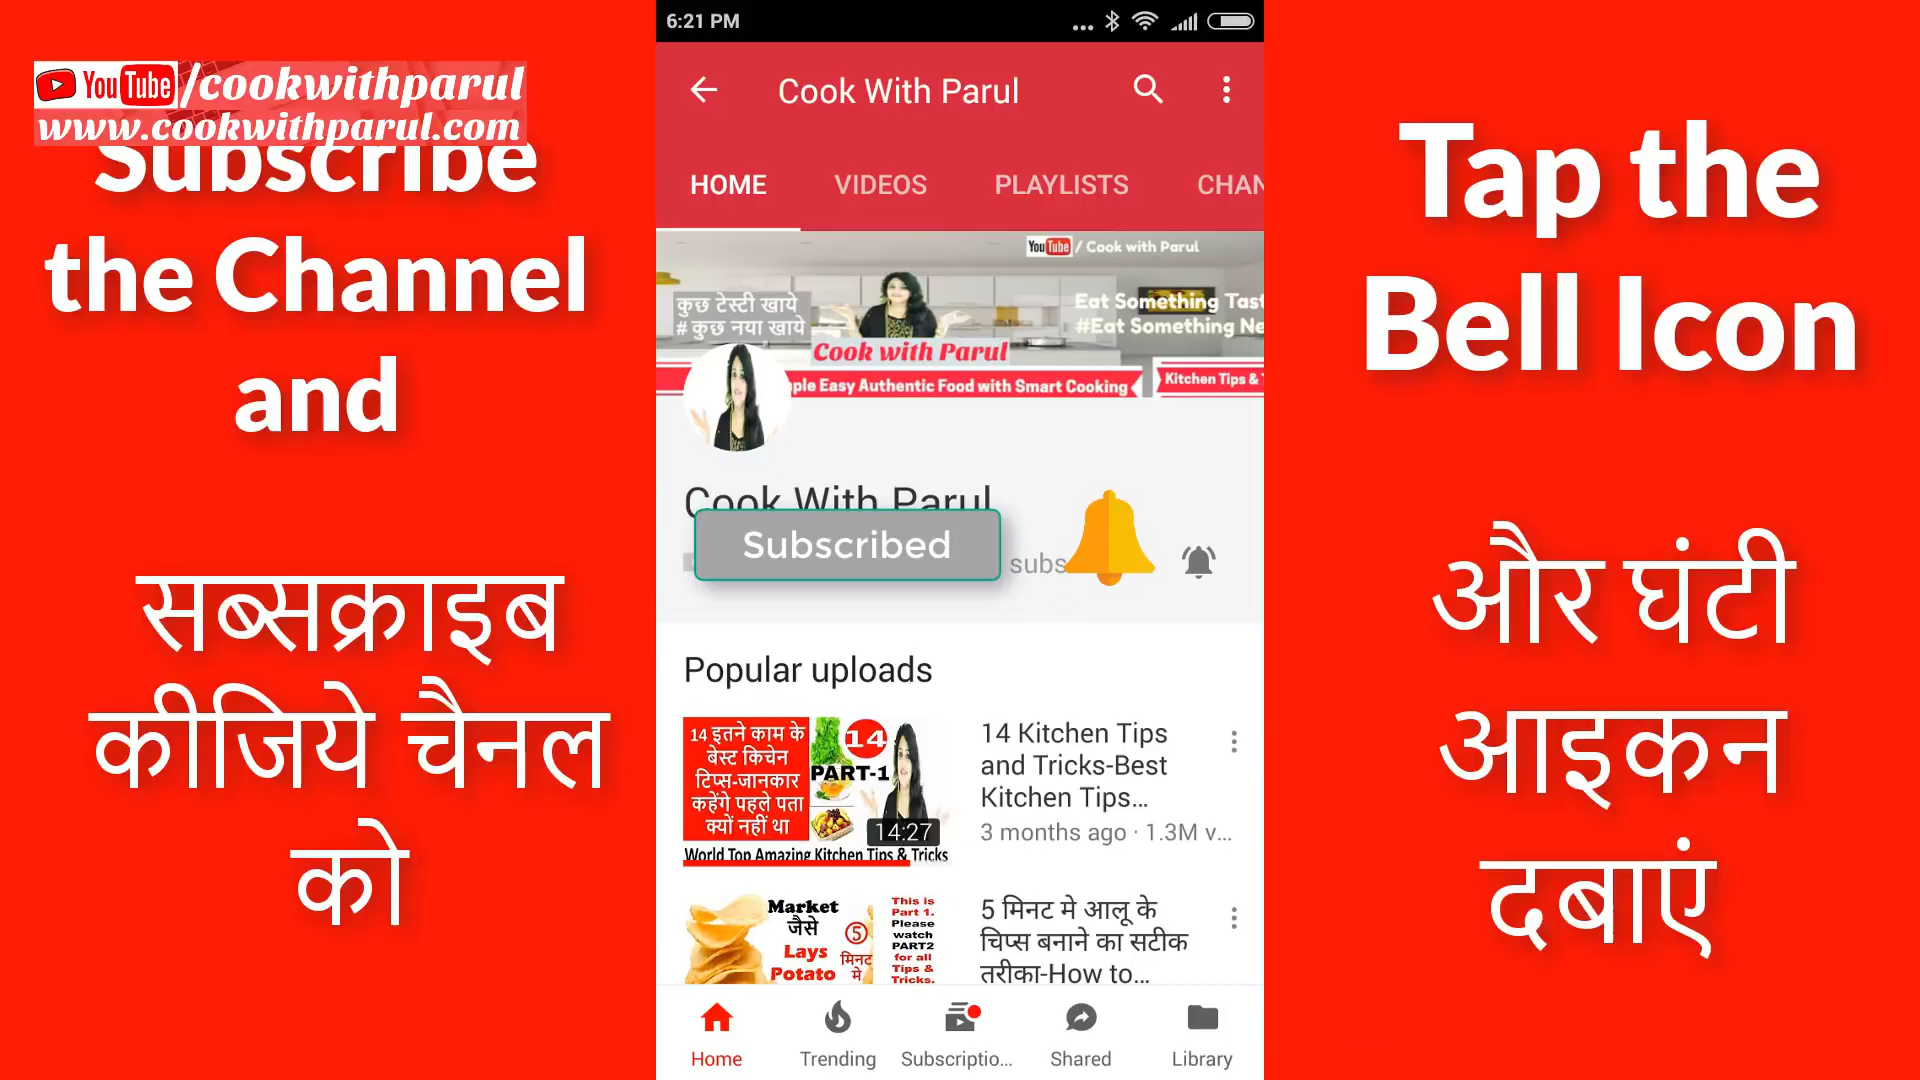 YouTube/cookwithparul
www.cookwithparul.com
Subscribe
the Channel
and
सब्सक्राइब
कीजिये चैनल
को
6:21 PM
Cook With Parul
HOME VIDEOS PLAYLISTS CHAN
YouTube / Cook with Parul
कुछ टेस्टी खाये
# कुछ नया खाये
Eat Something Tast
#Eat Something Ne
Cook with Parul
ple Easy Authentic Food with Smart Cooking
Kitchen Tips &
Cook With Parul
Subscribed
subs
Popular uploads
14 इतने काम के
बेस्ट किचेन
टिप्स-जानकार
कहेंगे पहले पता
क्यों नहीं था
14
PART-1
14:27
World Top Amazing Kitchen Tips & Tricks
14 Kitchen Tips
and Tricks-Best
Kitchen Tips...
3 months ago · 1.3M v...
Market
जैसे
Lays
Potato
5
मिनट
मे
This is
Part 1.
Please
watch
PART2
for all
Tips &
Tricks.
5 मिनट मे आलू के
चिप्स बनाने का सटीक
तरीका-How to...
Home Trending Subscriptio... Shared Library
Tap the
Bell Icon
और घंटी
आइकन
दबाएं